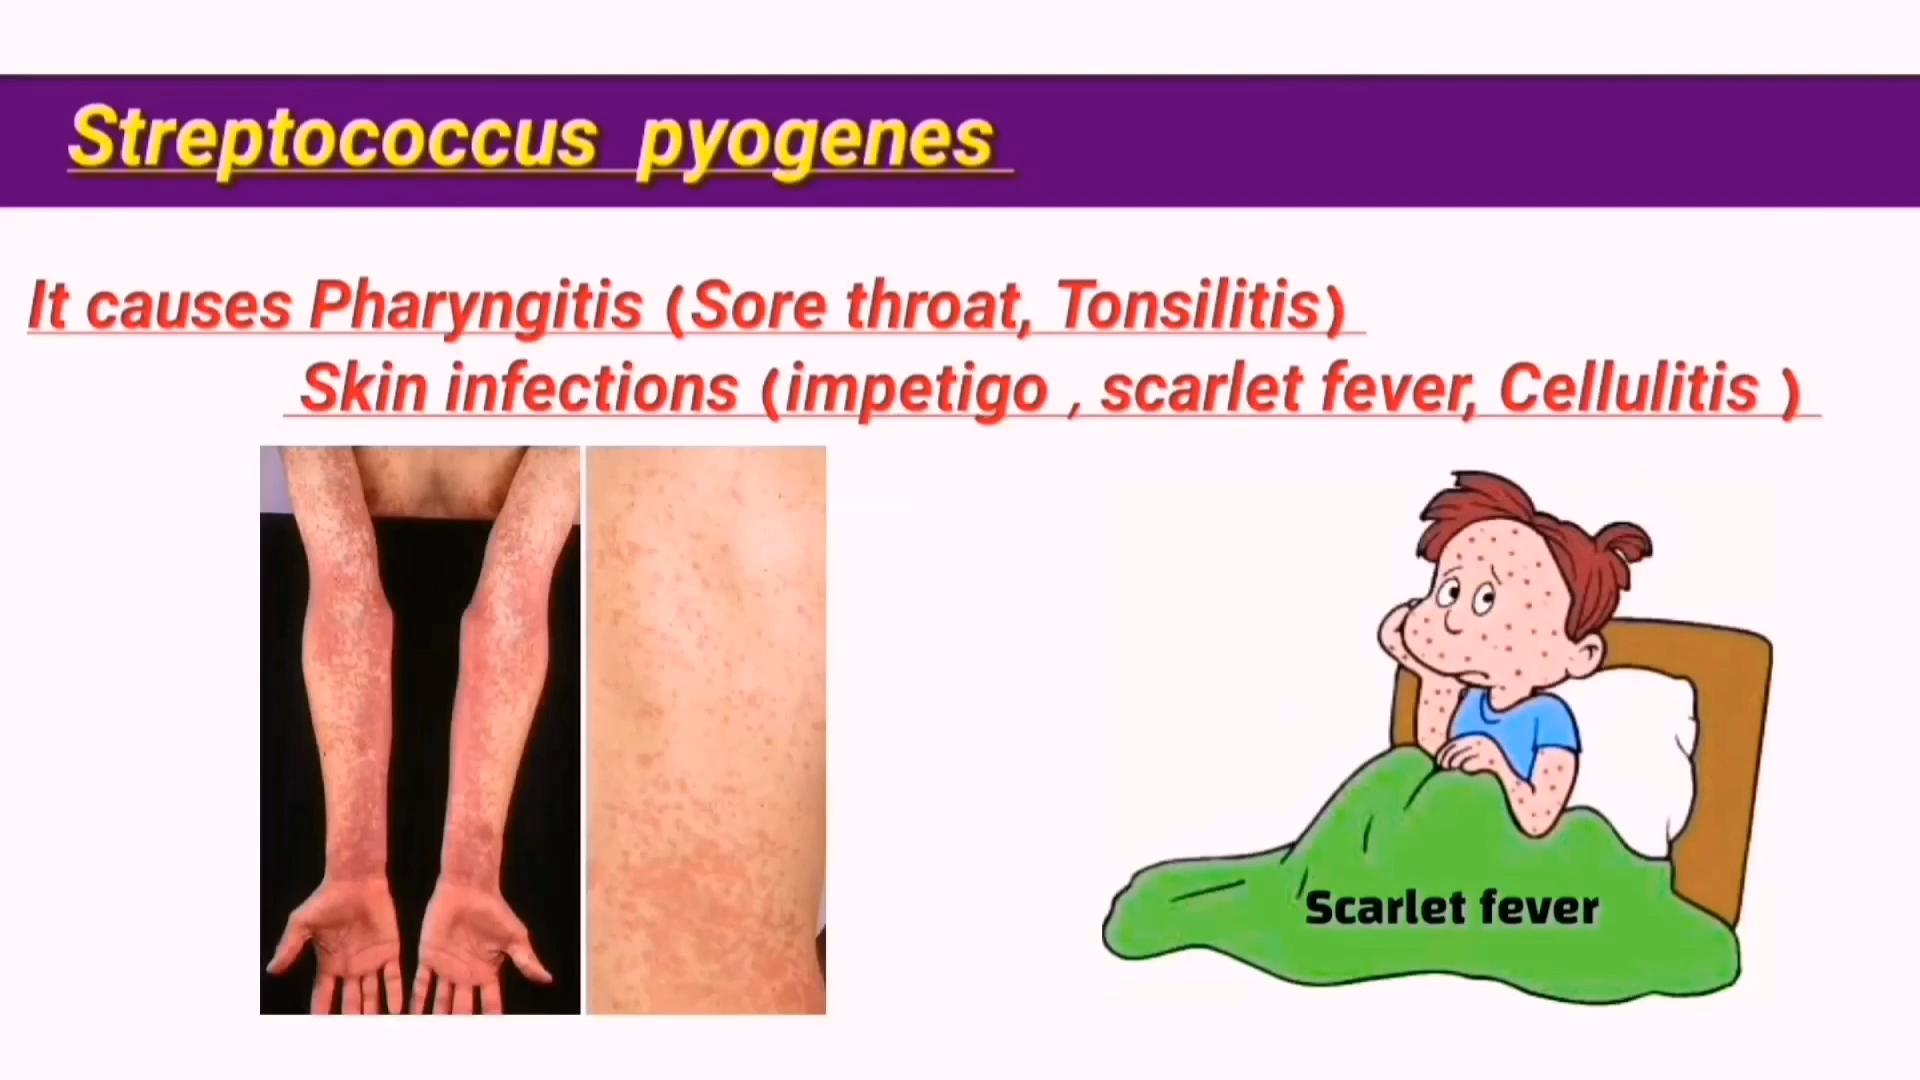 Streptococcus pyogenes
It causes Pharyngitis (Sore throat, Tonsilitis)
Skin infections (impetigo , scarlet fever, Cellulitis )
Scarlet fever